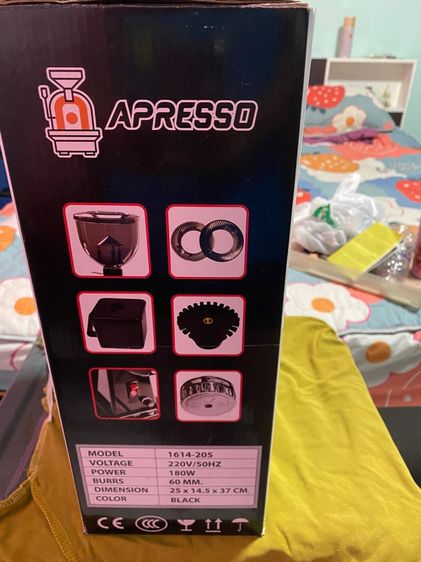 APRESSO
MODEL 1614-205
VOLTAGE 220V/50HZ
POWER 180W
BURRS 60 MM.
DIMENSION 25 x 14.5 x 37 CM.
COLOR BLACK
CE CCC